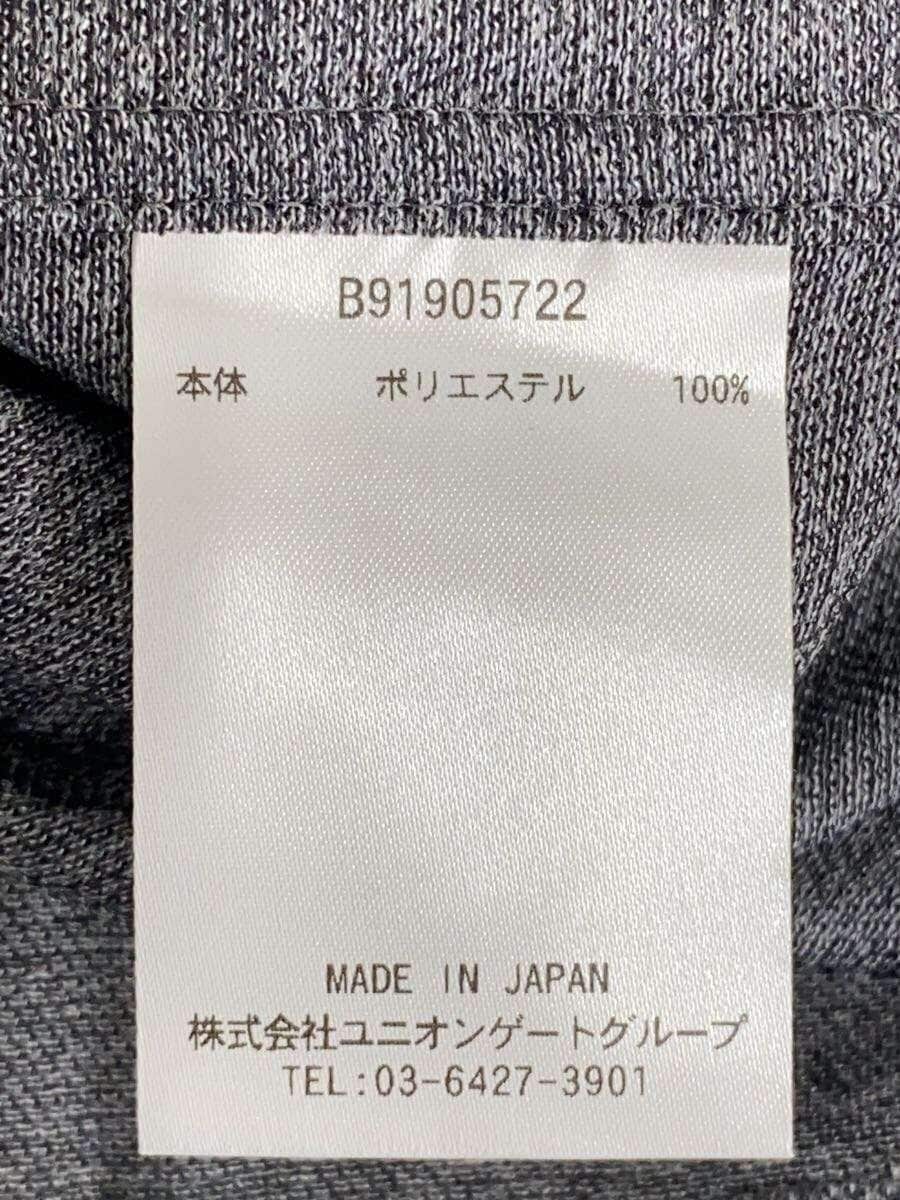 B91905722
本体 ポリエステル 100%
MADE IN JAPAN
株式会社ユニオンゲートグループ
TEL:03-6427-3901